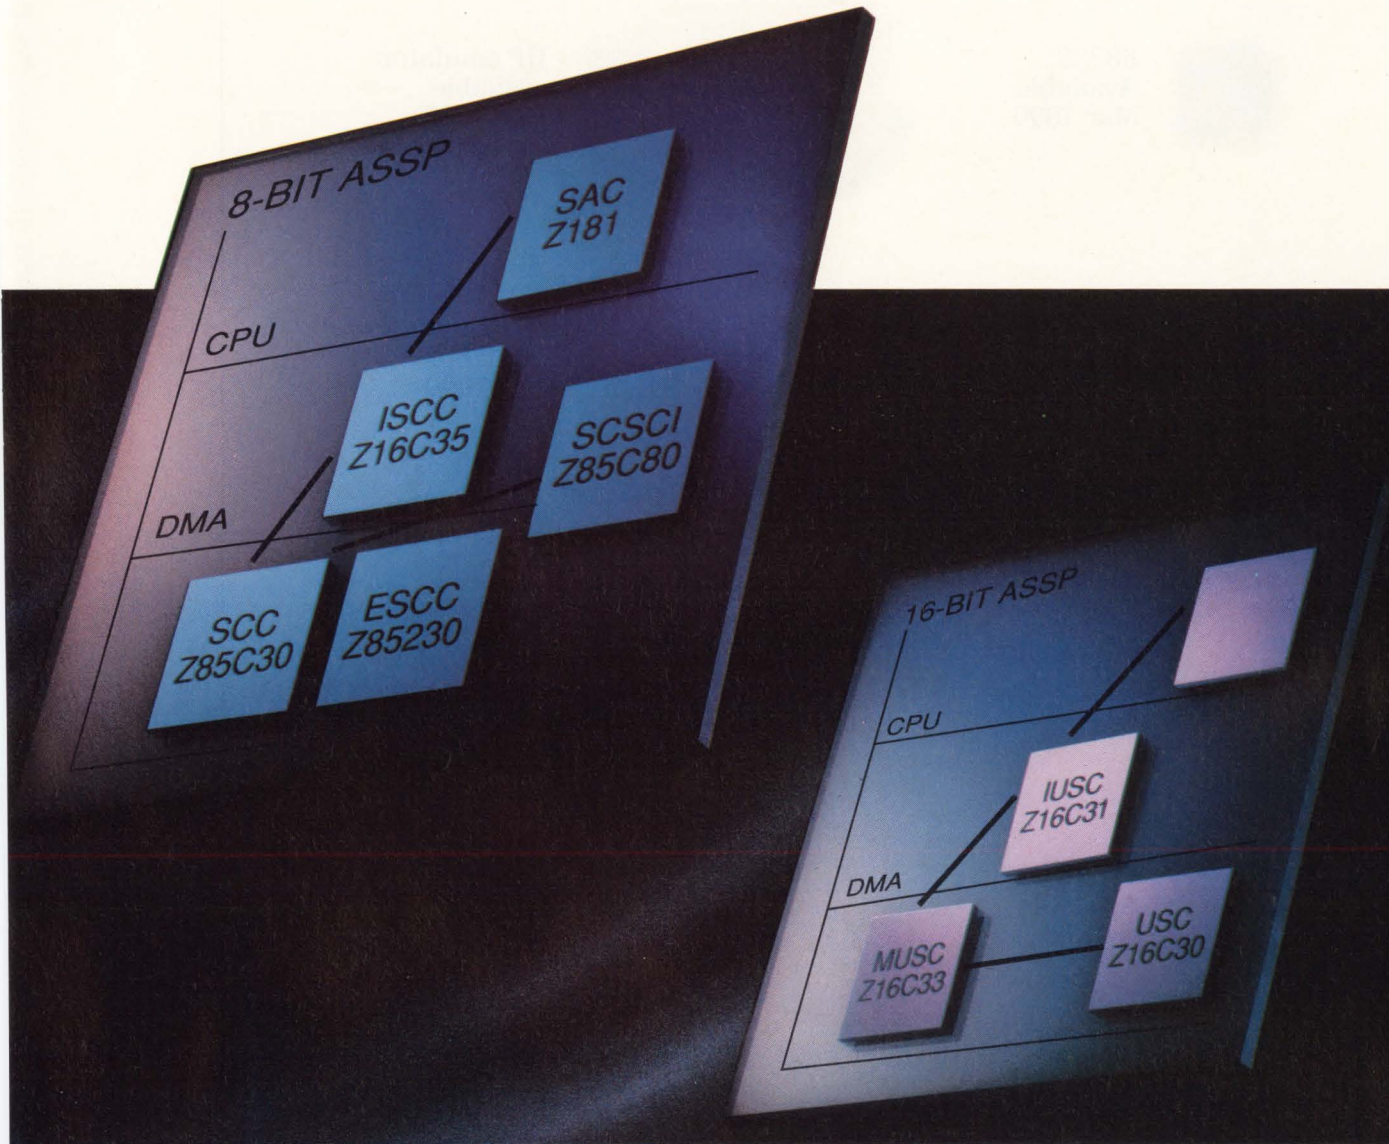 8-BIT ASSP
SAC
Z181
CPU
ISCC
Z16C35
SCSCI
Z85C80
DMA
SCC
Z85C30
ESCC
Z85230
16-BIT ASSP
CPU
IUSC
Z16C31
DMA
MUSC
Z16C33
USC
Z16C30